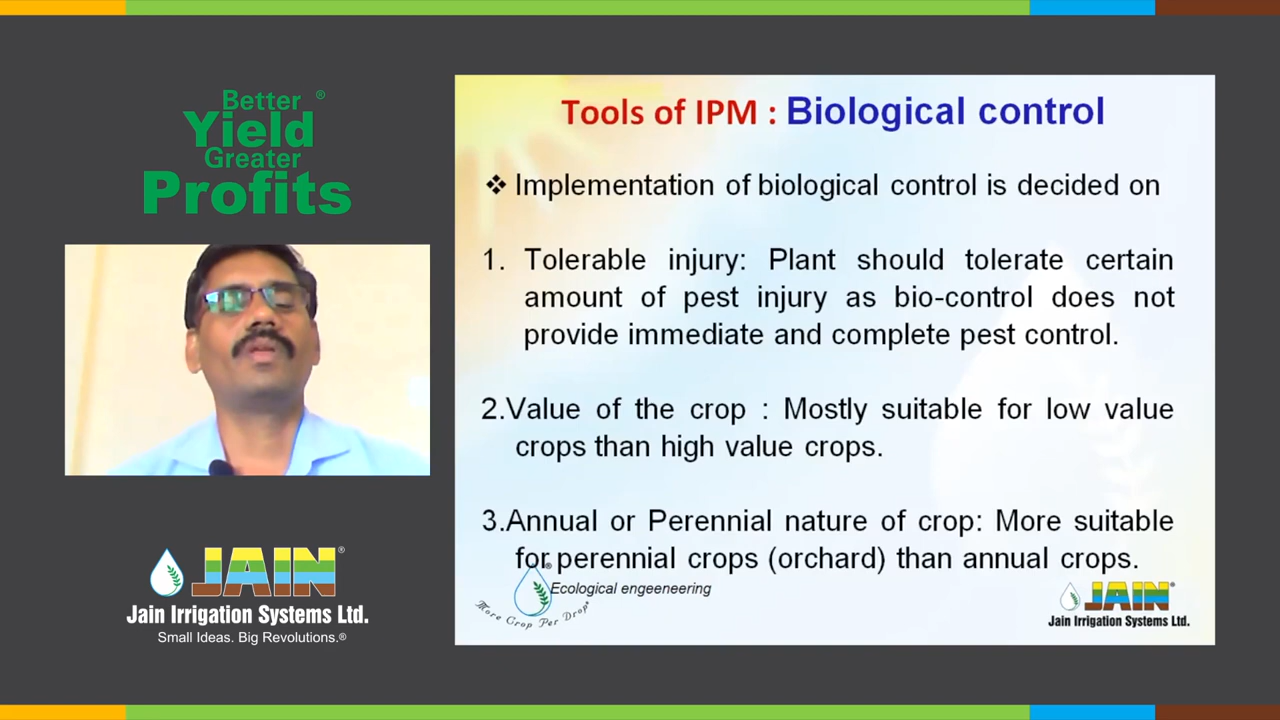 Better ®
Yield
Greater
Profits
JAIN®
Jain Irrigation Systems Ltd.
Small Ideas. Big Revolutions.®
Tools of IPM : Biological control
❖ Implementation of biological control is decided on
1. Tolerable injury: Plant should tolerate certain
amount of pest injury as bio-control does not
provide immediate and complete pest control.
2.Value of the crop : Mostly suitable for low value
crops than high value crops.
3.Annual or Perennial nature of crop: More suitable
for perennial crops (orchard) than annual crops.
®
Ecological engeeneering
More Crop Per Drop®
JAIN®
Jain Irrigation Systems Ltd.